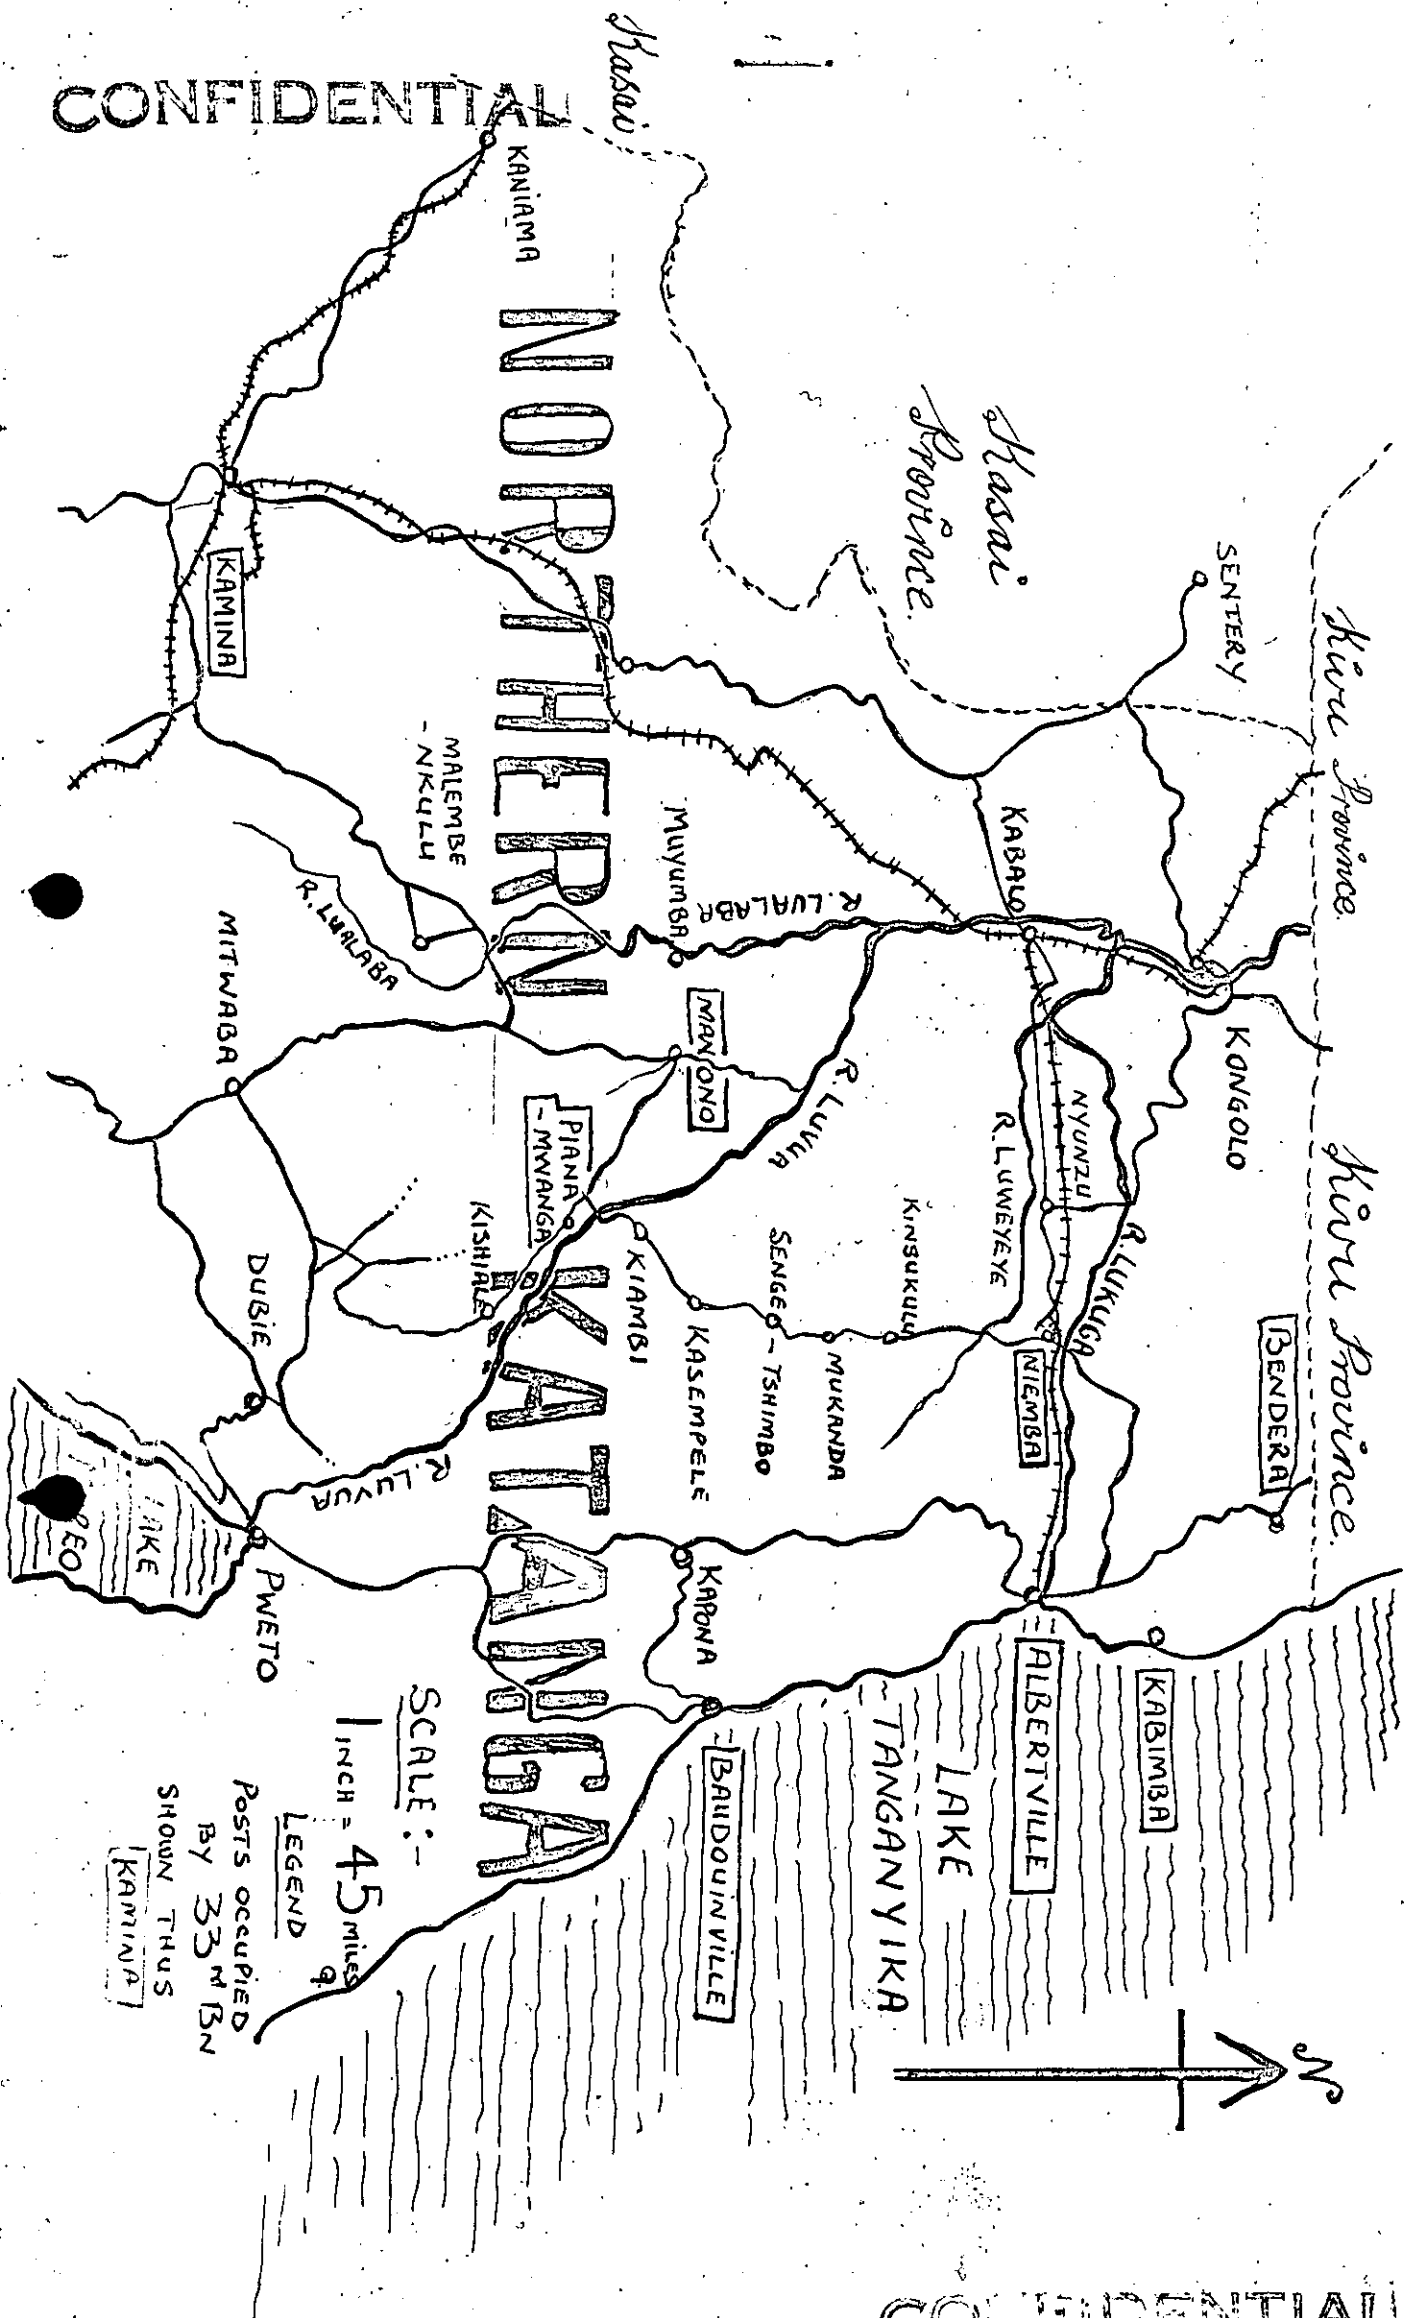 CONFIDENTIAL
Kivu Province.
Kivu Province.
SENTERY
KONGOLO
BENDERA
Kasai
Province.
Kasai
KABALO
NYUNZU
R. LUKUGA
R. LUWEYEYE
NIEMBA
KABIMBA
ALBERTVILLE
LAKE
TANGANYIKA
KINSUKULU
MUKANDA
SENGE - TSHIMBO
KASEMPELE
KIAMBI
R. LUALABA
MUYUMBA
MANONO
R. LUVUA
KAPONA
BAUDOUINVILLE
KANIAMA
NORTHERN KATANGA
PIANA
- MWANGA
KISHIALE
MALEMBE
- NKULU
R. LUALABA
R. LUVUA
KAMINA
MITWABA
DUBIE
PWETO
LAKE
SCALE :-
1 INCH = 45 MILES
LEGEND
POSTS OCCUPIED
BY 33rd BN
SHOWN THUS
KAMINA
N
CONFIDENTIAL